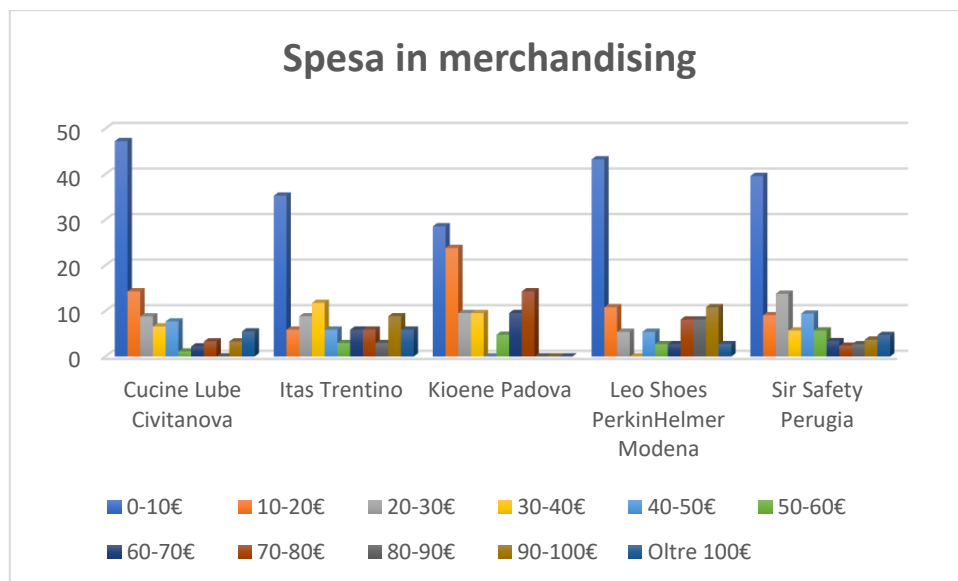 Spesa in merchandising
50
40
30
20
10
0
Cucine Lube
Civitanova
Itas Trentino
Kioene Padova
Leo Shoes
PerkinHelmer
Modena
Sir Safety
Perugia
0-10€ 10-20€ 20-30€ 30-40€ 40-50€ 50-60€
60-70€ 70-80€ 80-90€ 90-100€ Oltre 100€